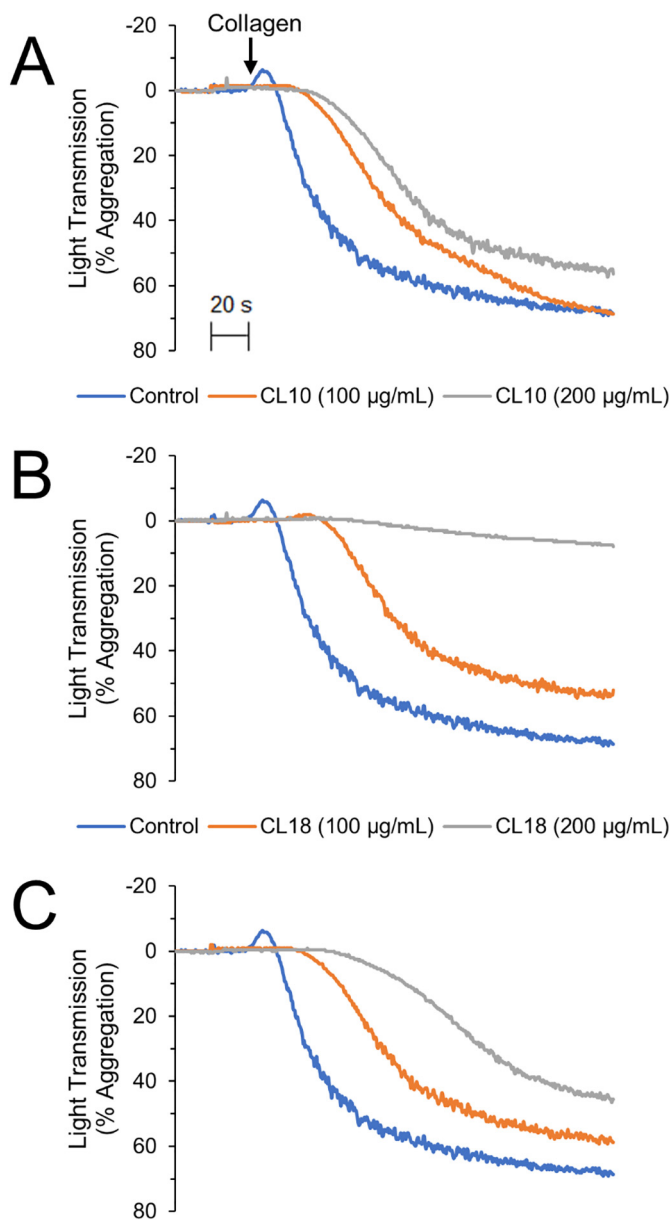 A
Collagen
-20
0
20
40
60
80
Light Transmission
(% Aggregation)
20 s
Control CL10 (100 µg/mL) CL10 (200 µg/mL)
B
-20
0
20
40
60
80
Light Transmission
(% Aggregation)
Control CL18 (100 µg/mL) CL18 (200 µg/mL)
C
-20
0
20
40
60
80
Light Transmission
(% Aggregation)